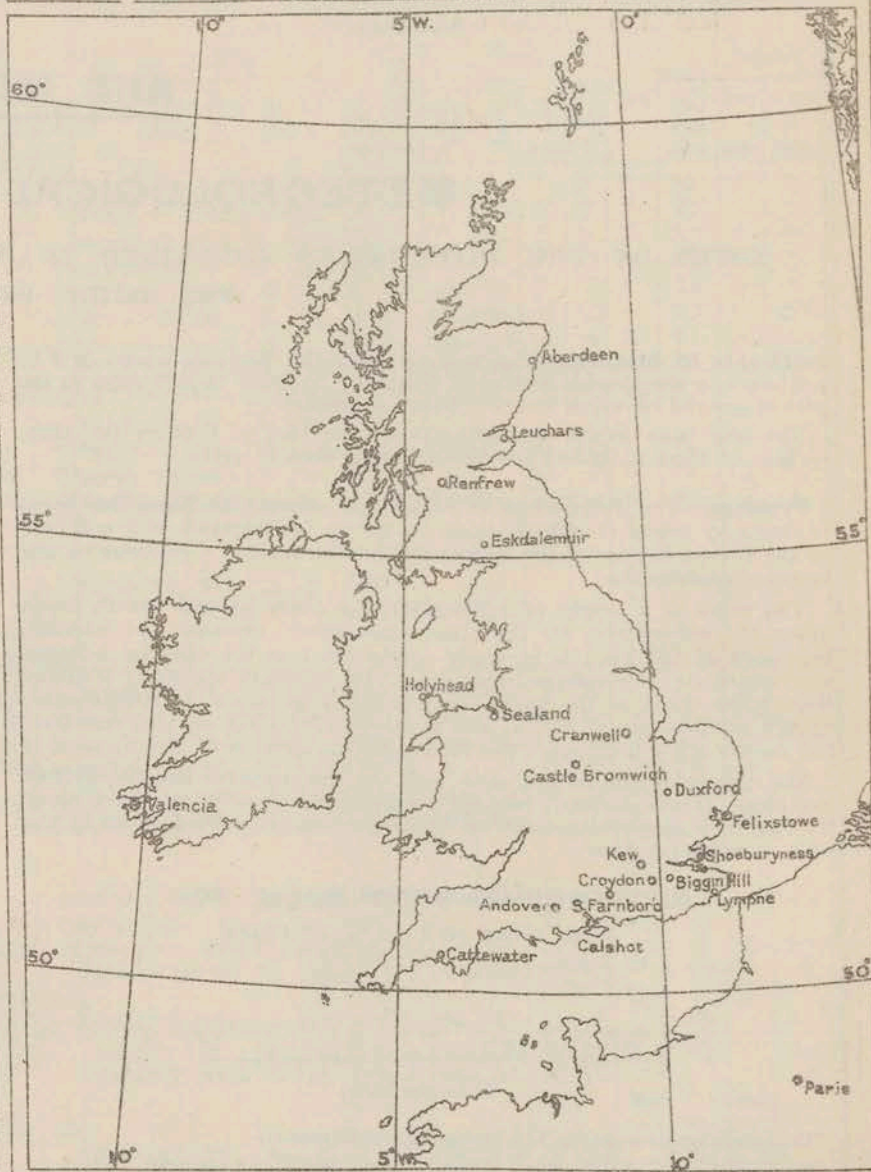 10°
5°W.
0°
60°
Aberdeen
Leuchars
Renfrew
55°
55°
Eskdalemuir
Holyhead
Sealand
Cranwell
Castle Bromwich
Valencia
Duxford
Felixstowe
Kew
Shoeburyness
Croydon
Biggin Hill
Andover
S. Farnboro
Lympne
Calshot
Cattewater
50°
50°
Paris
10°
5°W.
10°